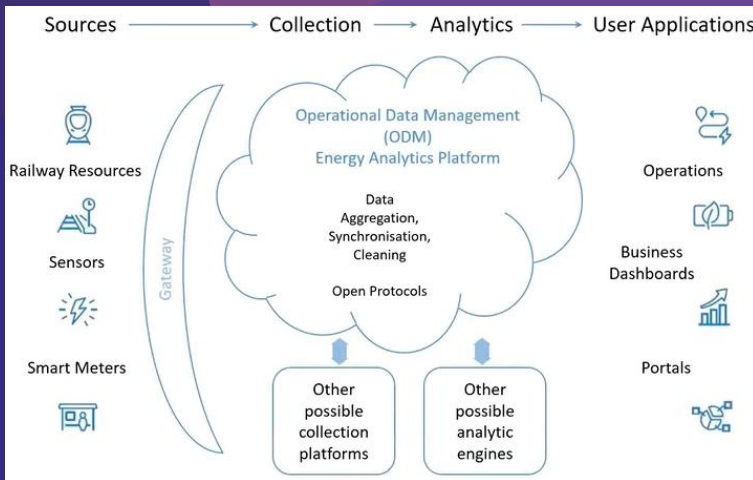 Sources
Collection
Analytics
User Applications
Railway Resources
Sensors
Smart Meters
Gateway
Operational Data Management
(ODM)
Energy Analytics Platform
Data
Aggregation,
Synchronisation,
Cleaning
Open Protocols
Other
possible
collection
platforms
Other
possible
analytic
engines
Operations
Business
Dashboards
Portals